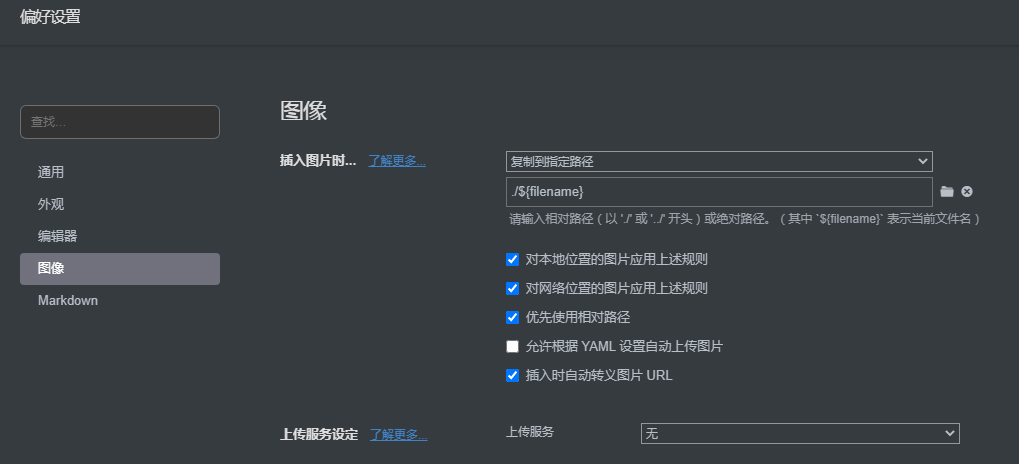 偏好设置
查找...
通用
外观
编辑器
图像
Markdown
图像
插入图片时... 了解更多... 复制到指定路径
./${filename}
请输入相对路径（以 './' 或 '../' 开头）或绝对路径。（其中 `${filename}` 表示当前文件名）
对本地位置的图片应用上述规则
对网络位置的图片应用上述规则
优先使用相对路径
允许根据 YAML 设置自动上传图片
插入时自动转义图片 URL
上传服务设定 了解更多... 上传服务 无